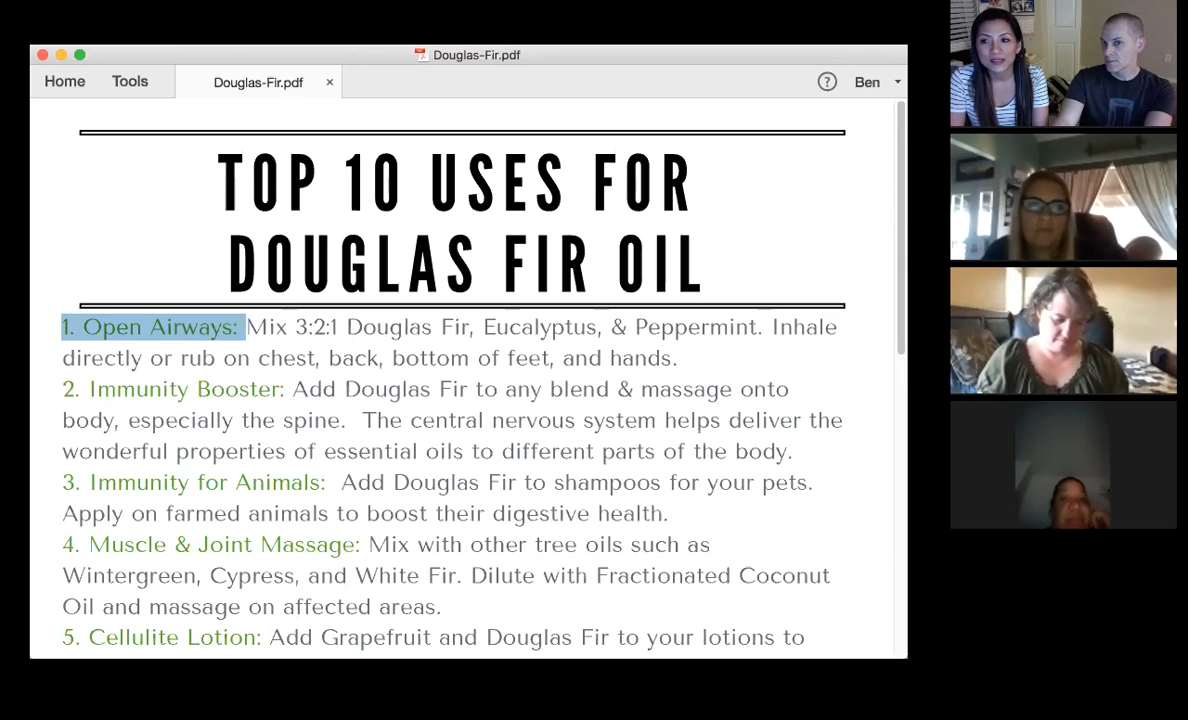 Douglas-Fir.pdf
Home Tools Douglas-Fir.pdf × ? Ben
TOP 10 USES FOR
DOUGLAS FIR OIL
1. Open Airways: Mix 3:2:1 Douglas Fir, Eucalyptus, & Peppermint. Inhale
directly or rub on chest, back, bottom of feet, and hands.
2. Immunity Booster: Add Douglas Fir to any blend & massage onto
body, especially the spine. The central nervous system helps deliver the
wonderful properties of essential oils to different parts of the body.
3. Immunity for Animals: Add Douglas Fir to shampoos for your pets.
Apply on farmed animals to boost their digestive health.
4. Muscle & Joint Massage: Mix with other tree oils such as
Wintergreen, Cypress, and White Fir. Dilute with Fractionated Coconut
Oil and massage on affected areas.
5. Cellulite Lotion: Add Grapefruit and Douglas Fir to your lotions to